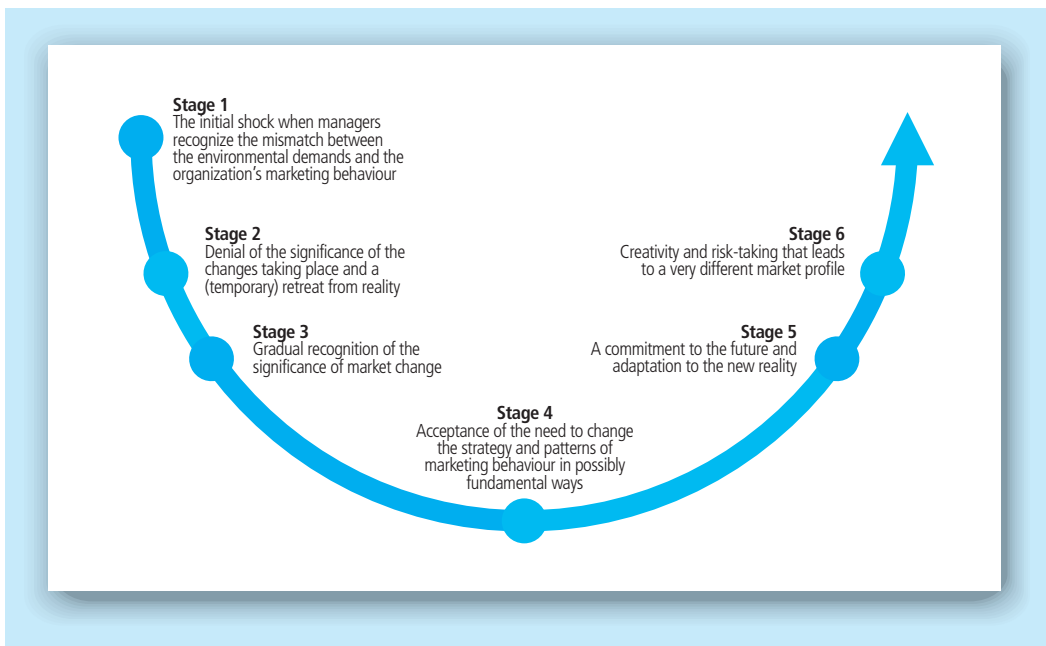 Stage 1
The initial shock when managers
recognize the mismatch between
the environmental demands and the
organization's marketing behaviour
Stage 2
Denial of the significance of the
changes taking place and a
(temporary) retreat from reality
Stage 3
Gradual recognition of the
significance of market change
Stage 4
Acceptance of the need to change
the strategy and patterns of
marketing behaviour in possibly
fundamental ways
Stage 5
A commitment to the future and
adaptation to the new reality
Stage 6
Creativity and risk-taking that leads
to a very different market profile